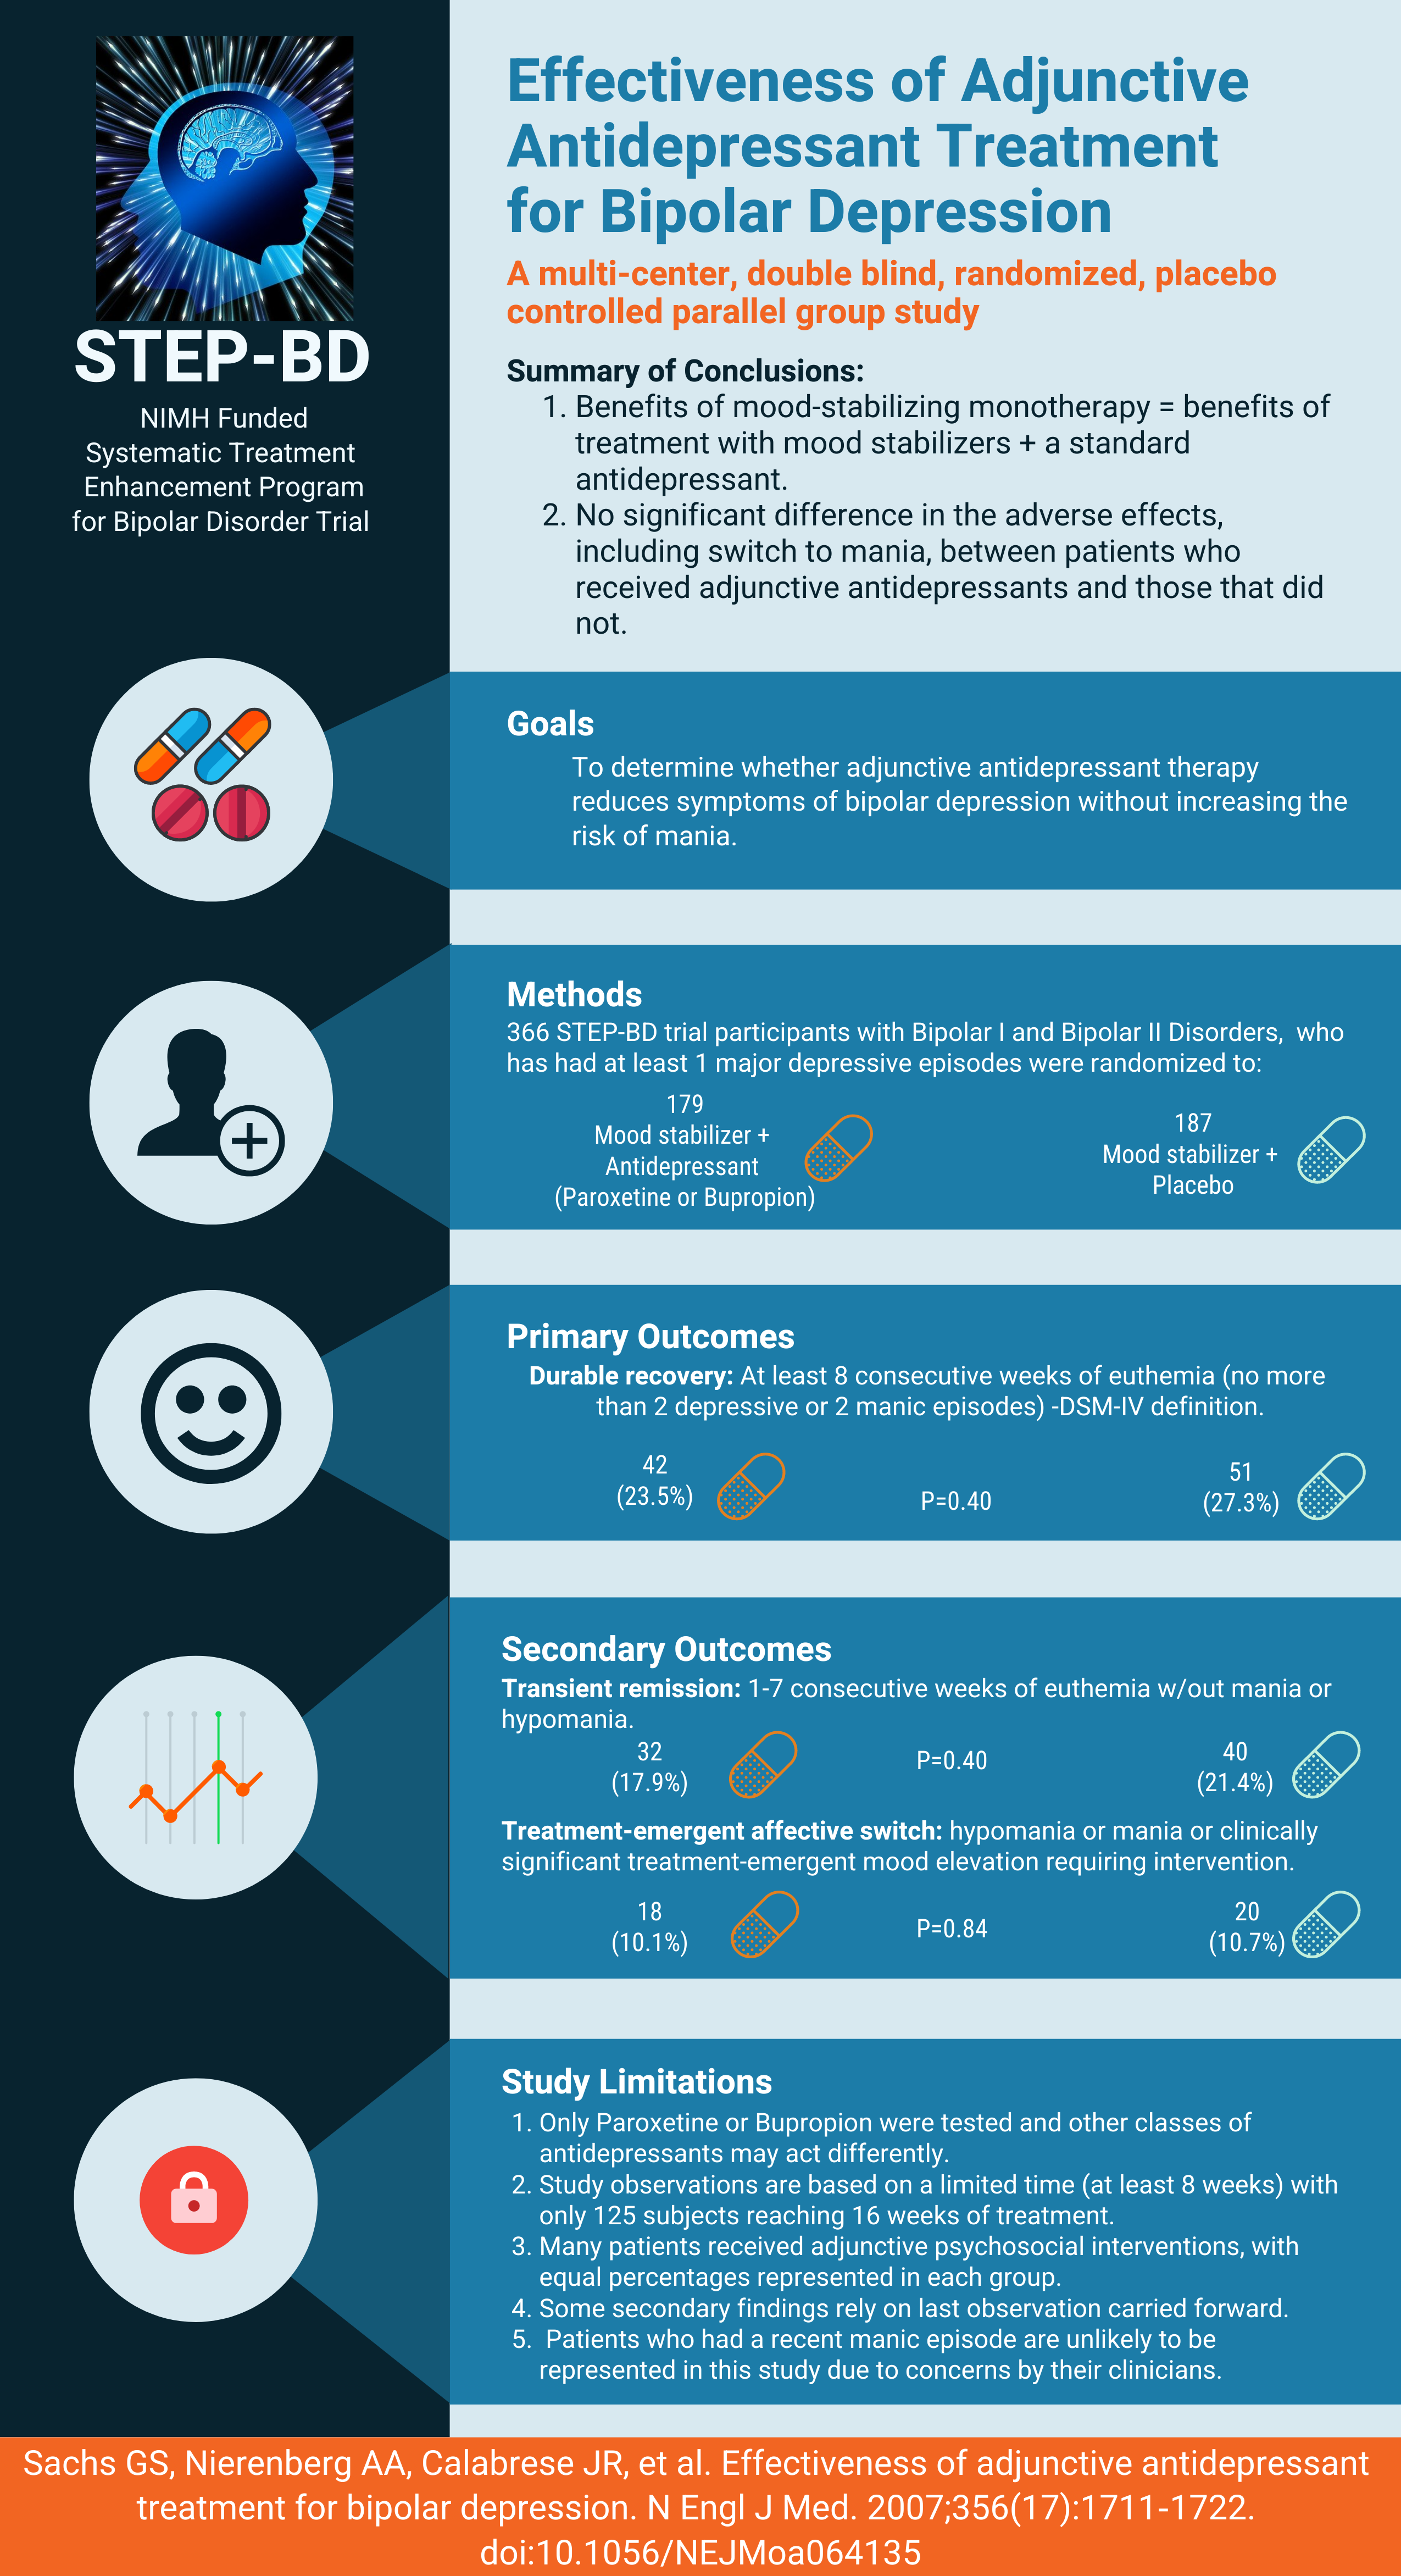 STEP-BD
NIMH Funded
Systematic Treatment
Enhancement Program
for Bipolar Disorder Trial
Effectiveness of Adjunctive
Antidepressant Treatment
for Bipolar Depression
A multi-center, double blind, randomized, placebo
controlled parallel group study
Summary of Conclusions:
1. Benefits of mood-stabilizing monotherapy = benefits of
treatment with mood stabilizers + a standard
antidepressant.
2. No significant difference in the adverse effects,
including switch to mania, between patients who
received adjunctive antidepressants and those that did
not.
Goals
To determine whether adjunctive antidepressant therapy
reduces symptoms of bipolar depression without increasing the
risk of mania.
Methods
366 STEP-BD trial participants with Bipolar I and Bipolar II Disorders, who
has had at least 1 major depressive episodes were randomized to:
179
Mood stabilizer +
Antidepressant
(Paroxetine or Bupropion)
187
Mood stabilizer +
Placebo
Primary Outcomes
Durable recovery: At least 8 consecutive weeks of euthemia (no more
than 2 depressive or 2 manic episodes) -DSM-IV definition.
42
(23.5%)
P=0.40
51
(27.3%)
Secondary Outcomes
Transient remission: 1-7 consecutive weeks of euthemia w/out mania or
hypomania.
32
(17.9%)
P=0.40
40
(21.4%)
Treatment-emergent affective switch: hypomania or mania or clinically
significant treatment-emergent mood elevation requiring intervention.
18
(10.1%)
P=0.84
20
(10.7%)
Study Limitations
1. Only Paroxetine or Bupropion were tested and other classes of
antidepressants may act differently.
2. Study observations are based on a limited time (at least 8 weeks) with
only 125 subjects reaching 16 weeks of treatment.
3. Many patients received adjunctive psychosocial interventions, with
equal percentages represented in each group.
4. Some secondary findings rely on last observation carried forward.
5. Patients who had a recent manic episode are unlikely to be
represented in this study due to concerns by their clinicians.
Sachs GS, Nierenberg AA, Calabrese JR, et al. Effectiveness of adjunctive antidepressant
treatment for bipolar depression. N Engl J Med. 2007;356(17):1711-1722.
doi:10.1056/NEJMoa064135